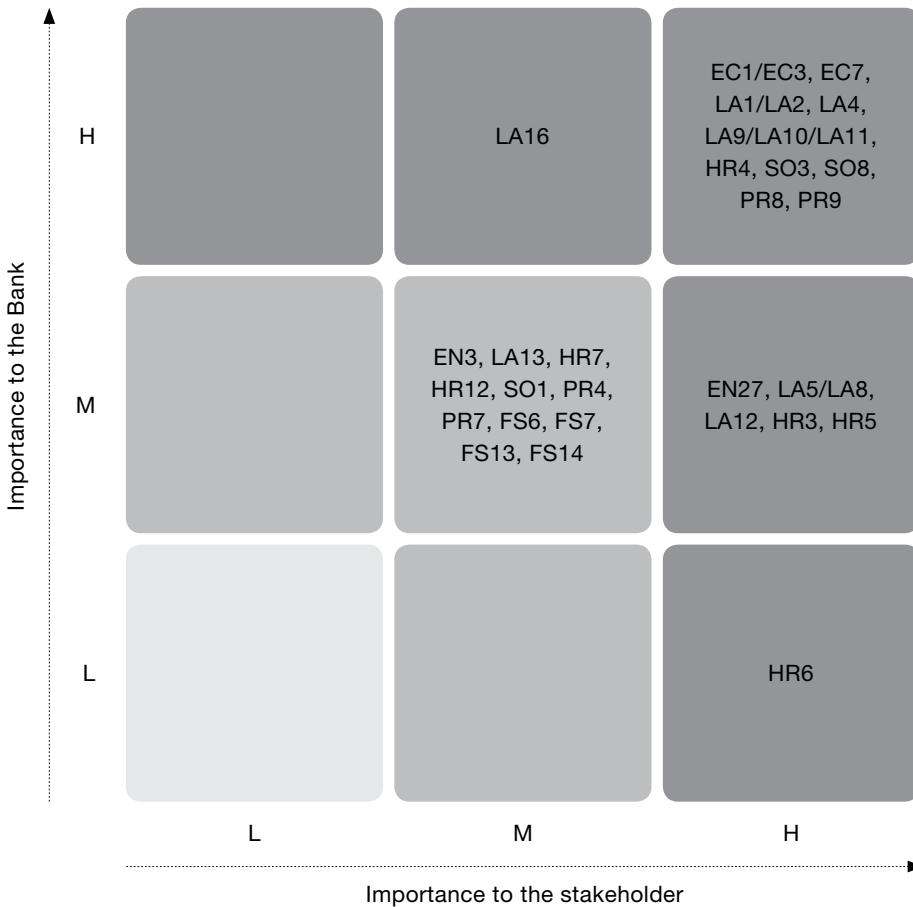 H
LA16
EC1/EC3, EC7,
LA1/LA2, LA4,
LA9/LA10/LA11,
HR4, SO3, SO8,
PR8, PR9
Importance to the Bank
M
EN3, LA13, HR7,
HR12, SO1, PR4,
PR7, FS6, FS7,
FS13, FS14
EN27, LA5/LA8,
LA12, HR3, HR5
L
HR6
L
M
H
Importance to the stakeholder